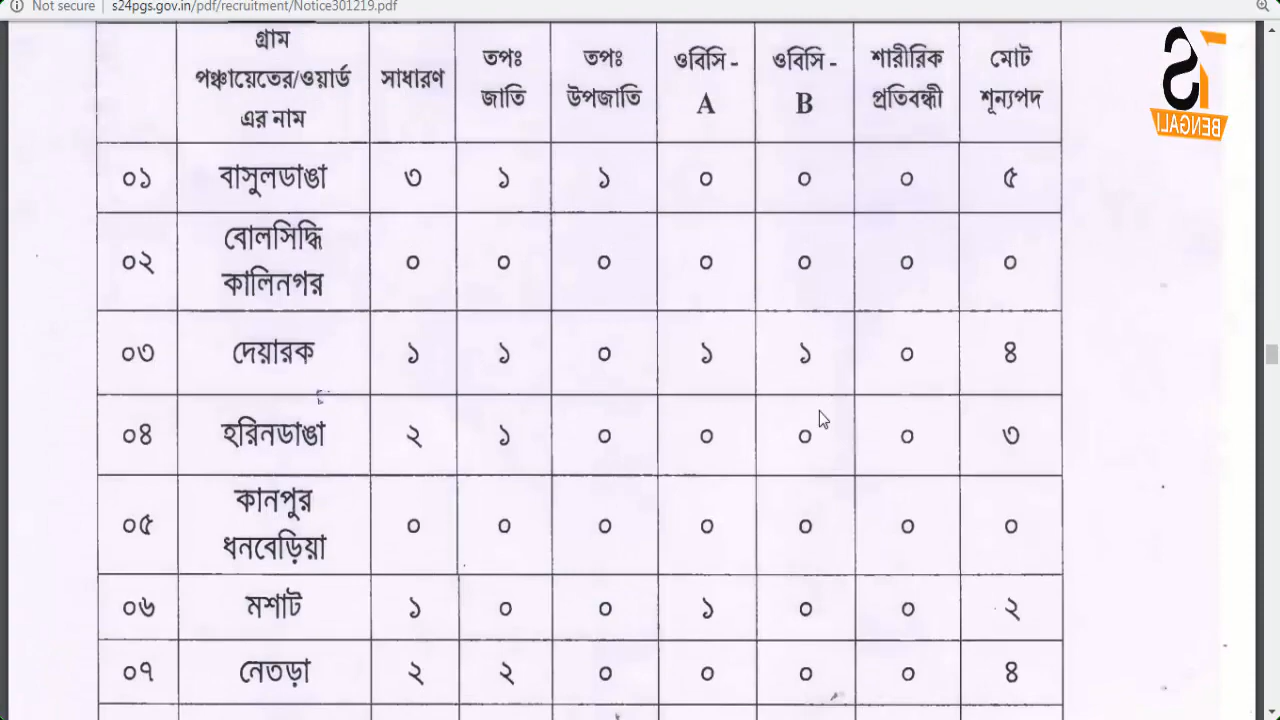 Not secure | s24pgs.gov.in/pdf/recruitment/Notice301219.pdf
গ্রাম
পঞ্চায়েতের/ওয়ার্ড
এর নাম
সাধারণ
তপঃ
জাতি
তপঃ
উপজাতি
ওবিসি -
A
ওবিসি -
B
শারীরিক
প্রতিবন্ধী
মোট
শূন্যপদ
TS
BENGALI
০১ বাসুলডাঙা ৩ ১ ১ ০ ০ ০ ৫
০২ বোলসিদ্ধি
কালিনগর ০ ০ ০ ০ ০ ০ ০
০৩ দেয়ারক ১ ১ ০ ১ ১ ০ ৪
০৪ হরিনডাঙা ২ ১ ০ ০ ০ ০ ৩
০৫ কানপুর
ধনবেড়িয়া ০ ০ ০ ০ ০ ০ ০
০৬ মশাট ১ ০ ০ ১ ০ ০ ২
০৭ নেতড়া ২ ২ ০ ০ ০ ০ ৪